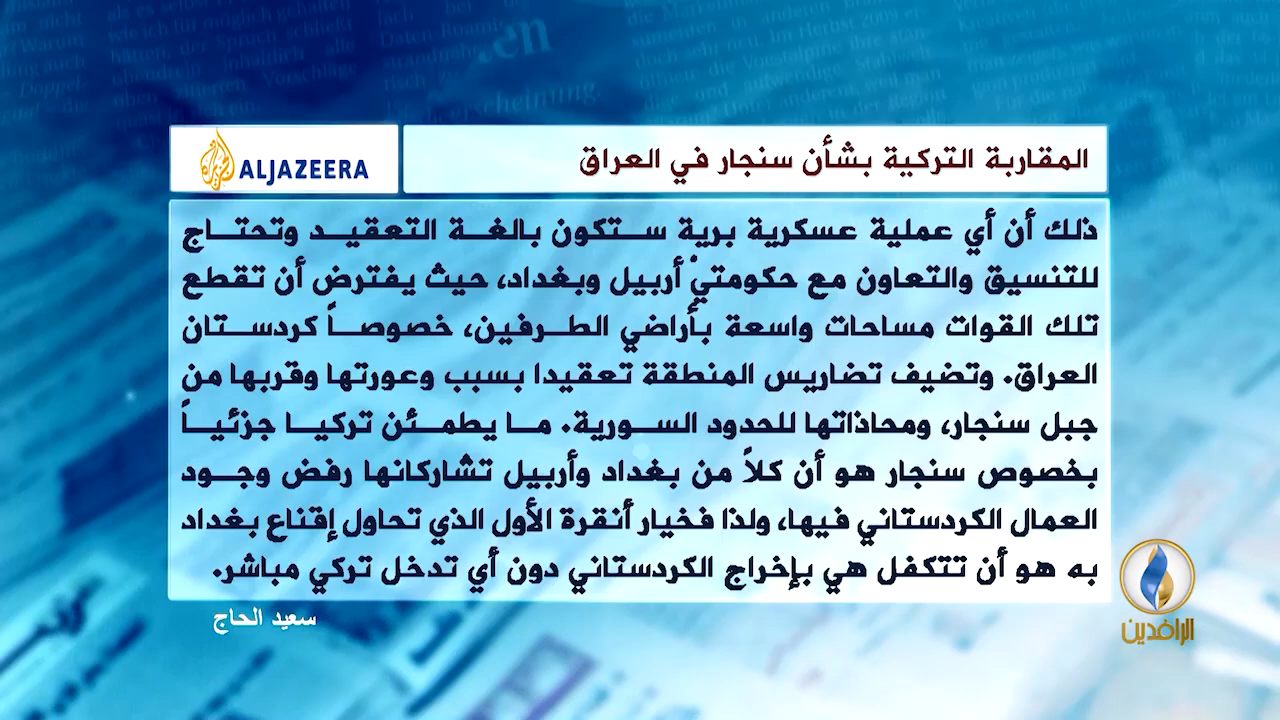 المقاربة التركية بشأن سنجار في العراق
ALJAZEERA
ذلك أن أي عملية عسكرية برية ستكون بالغة التعقيد وتحتاج
للتنسيق والتعاون مع حكومتيْ أربيل وبغداد، حيث يفترض أن تقطع
تلك القوات مساحات واسعة بأراضي الطرفين، خصوصاً كردستان
العراق. وتضيف تضاريس المنطقة تعقيدا بسبب وعورتها وقربها من
جبل سنجار، ومحاذاتها للحدود السورية. ما يطمئن تركيا جزئياً
بخصوص سنجار هو أن كلاً من بغداد وأربيل تشاركانها رفض وجود
العمال الكردستاني فيها، ولذا فخيار أنقرة الأول الذي تحاول إقناع بغداد
به هو أن تتكفل هي بإخراج الكردستاني دون أي تدخل تركي مباشر.
سعيد الحاج
الرافدين